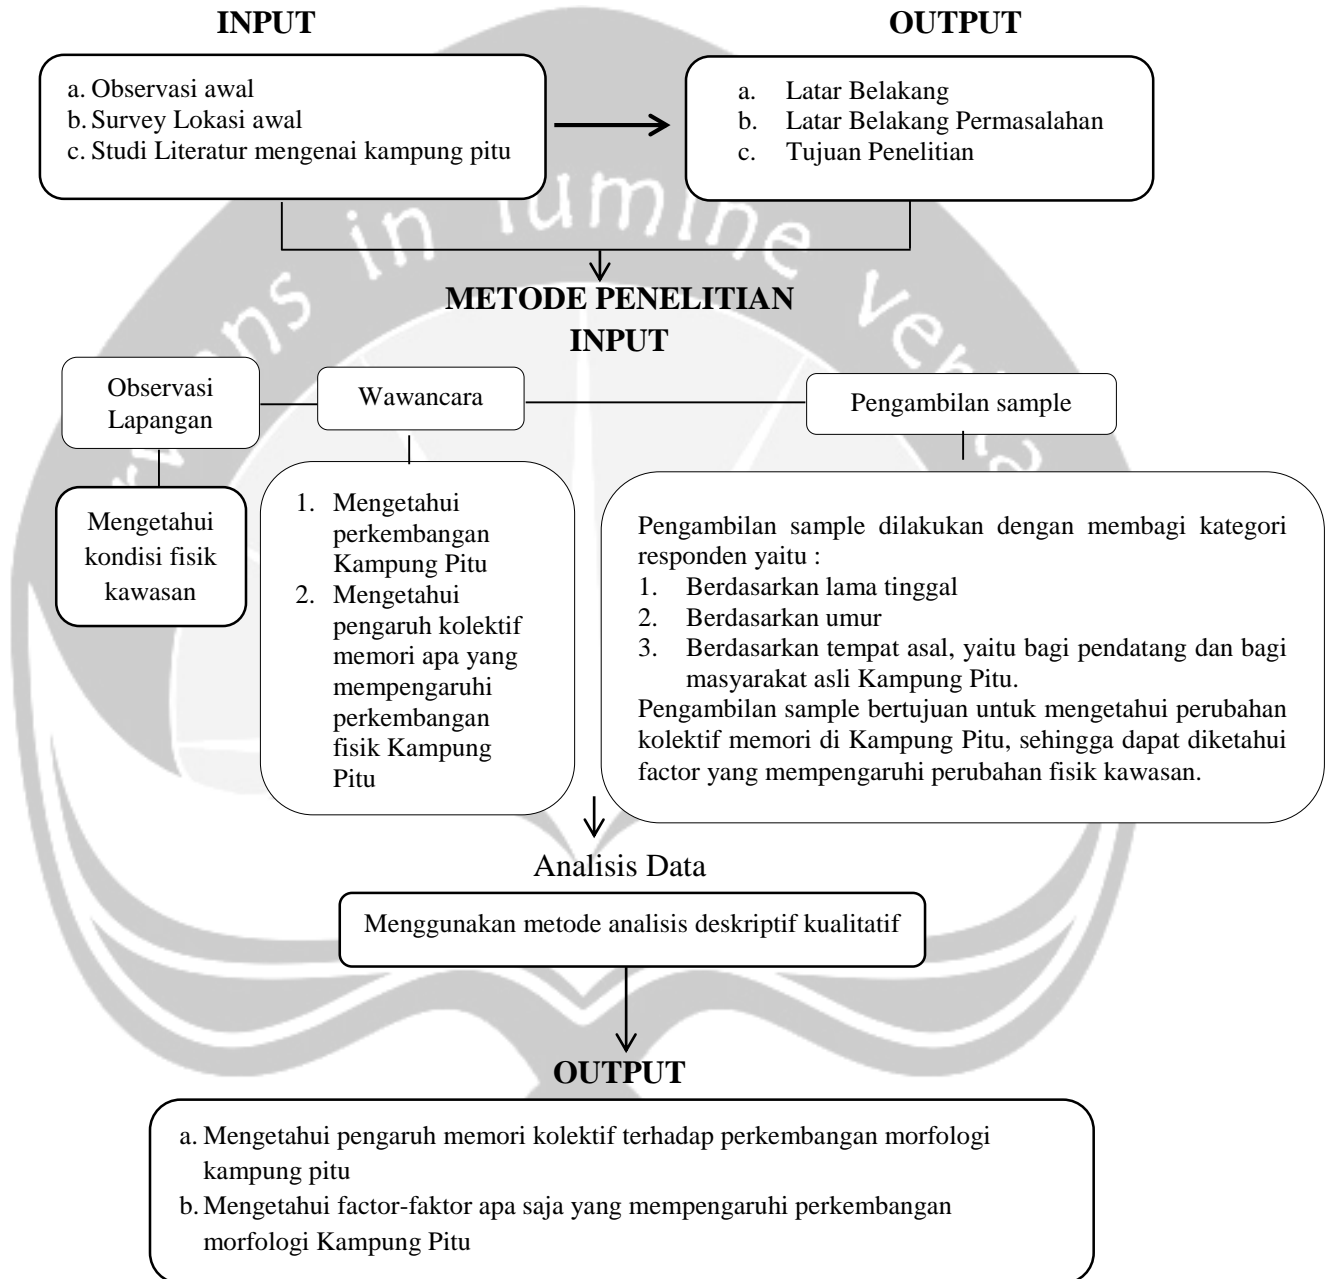 INPUT
OUTPUT
a. Observasi awal
b. Survey Lokasi awal
c. Studi Literatur mengenai kampung pitu
a. Latar Belakang
b. Latar Belakang Permasalahan
c. Tujuan Penelitian
in lumine
METODE PENELITIAN
INPUT
Observasi
Lapangan
Wawancara
Pengambilan sample
Mengetahui
kondisi fisik
kawasan
1. Mengetahui
perkembangan
Kampung Pitu
2. Mengetahui
pengaruh kolektif
memori apa yang
mempengaruhi
perkembangan
fisik Kampung
Pitu
Pengambilan sample dilakukan dengan membagi kategori
responden yaitu :
1. Berdasarkan lama tinggal
2. Berdasarkan umur
3. Berdasarkan tempat asal, yaitu bagi pendatang dan bagi
masyarakat asli Kampung Pitu.
Pengambilan sample bertujuan untuk mengetahui perubahan
kolektif memori di Kampung Pitu, sehingga dapat diketahui
factor yang mempengaruhi perubahan fisik kawasan.
Analisis Data
Menggunakan metode analisis deskriptif kualitatif
OUTPUT
a. Mengetahui pengaruh memori kolektif terhadap perkembangan morfologi
kampung pitu
b. Mengetahui factor-faktor apa saja yang mempengaruhi perkembangan
morfologi Kampung Pitu